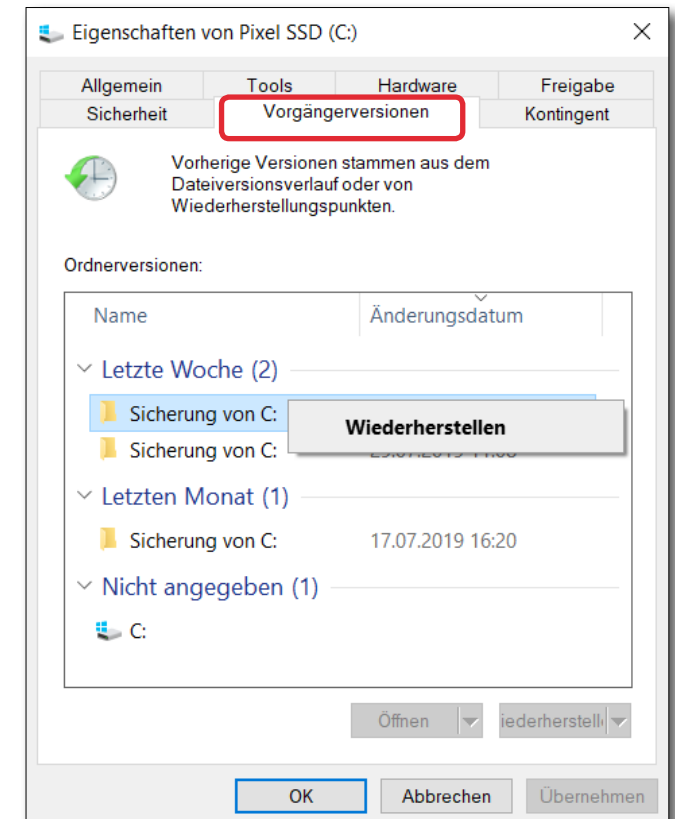 Eigenschaften von Pixel SSD (C:)
Allgemein Tools Hardware Freigabe
Sicherheit Vorgängerversionen Kontingent
Vorherige Versionen stammen aus dem
Dateiversionsverlauf oder von
Wiederherstellungspunkten.
Ordnerversionen:
Name Änderungsdatum
Letzte Woche (2)
Sicherung von C:
Wiederherstellen
Sicherung von C:
Letzten Monat (1)
Sicherung von C: 17.07.2019 16:20
Nicht angegeben (1)
C:
Öffnen iederherstell
OK Abbrechen Übernehmen